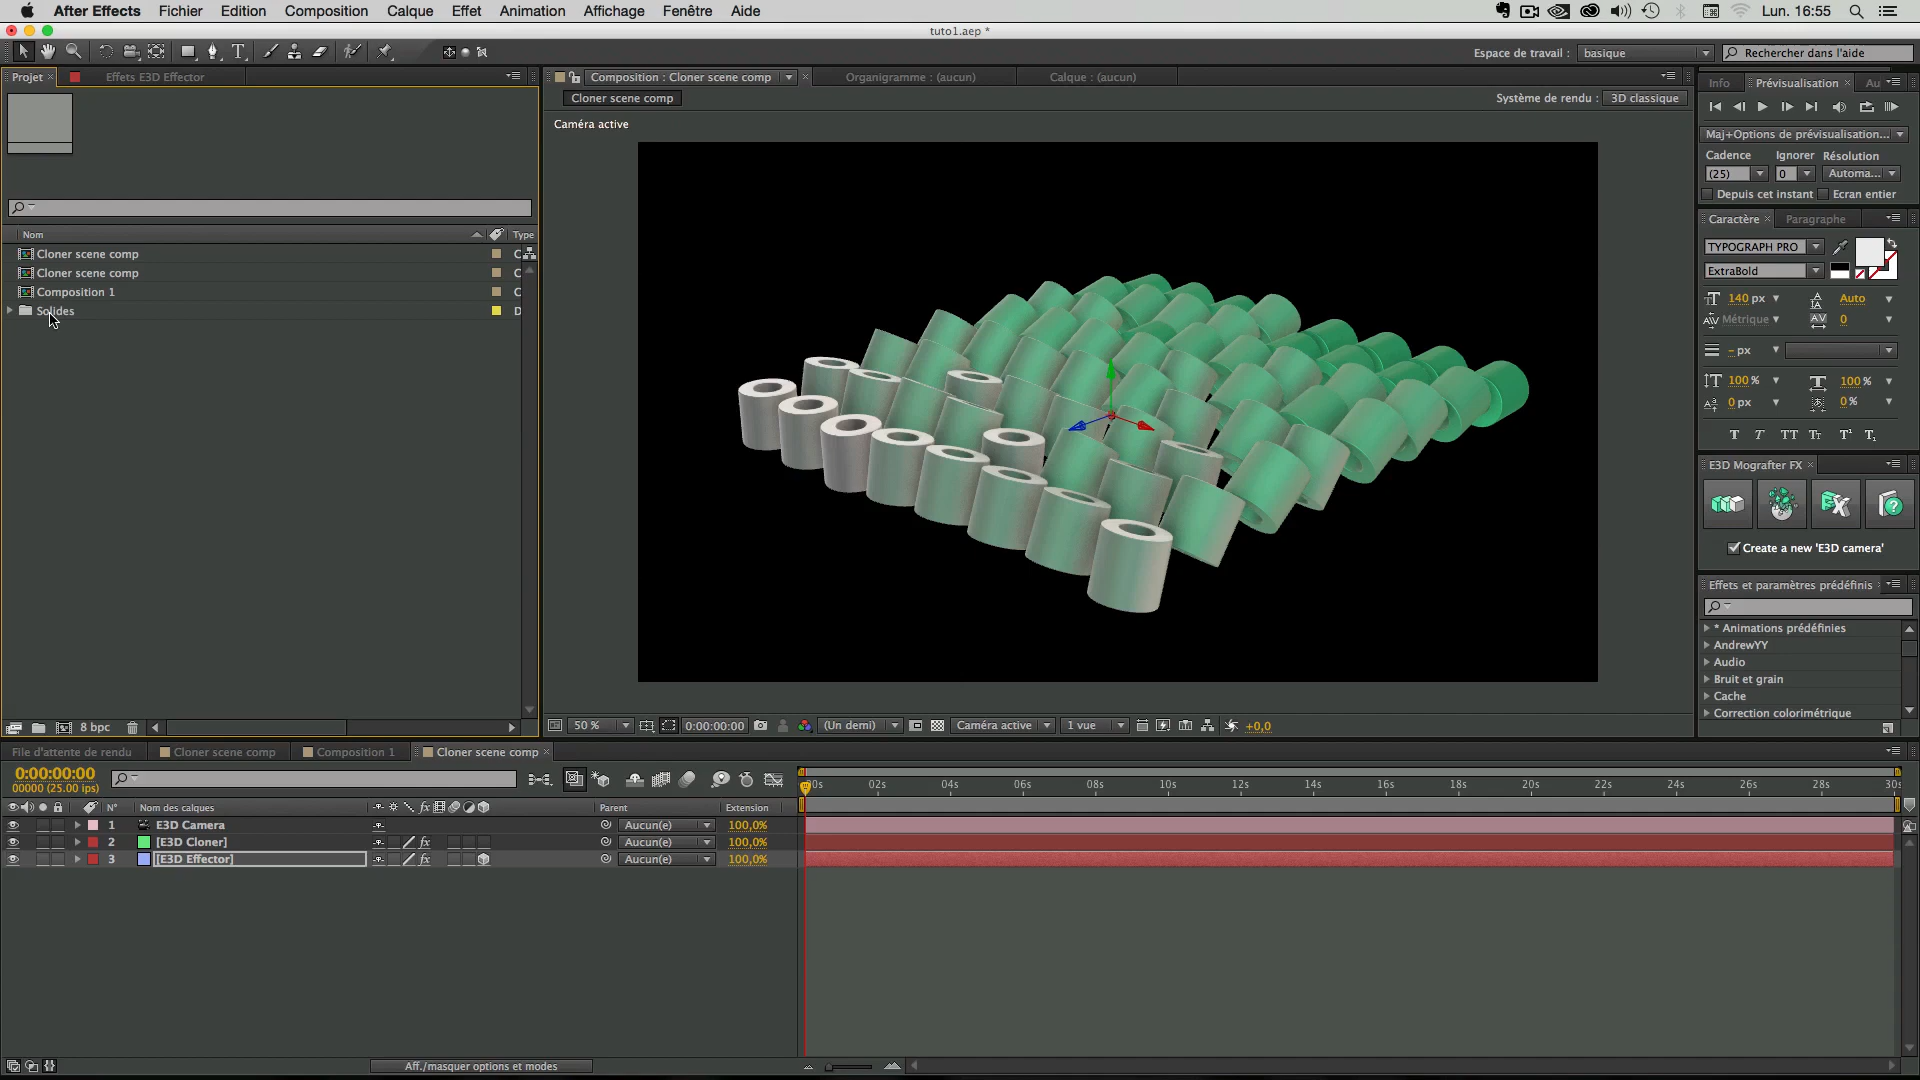 After Effects Fichier Edition Composition Calque Effet Animation Affichage Fenêtre Aide Lun. 16:55
tuto1.aep *
Espace de travail : basique Rechercher dans l'aide
Projet Effets E3D Effector
Composition : Cloner scene comp Organigramme : (aucun) Calque : (aucun)
Info Prévisualisation Au
Cloner scene comp
Système de rendu : 3D classique
Caméra active
Maj+Options de prévisualisation...
Cadence Ignorer Résolution
(25) 0 Automa...
Depuis cet instant Ecran entier
Caractère Paragraphe
TYPOGRAPH PRO
ExtraBold
140 px Auto
Métrique 0
- px
100 % 100 %
0 px 0 %
T T TT Tt T¹ T₁
E3D Mografter FX
Create a new 'E3D camera'
Effets et paramètres prédéfinis
* Animations prédéfinies
AndrewYY
Audio
Bruit et grain
Cache
Correction colorimétrique
Nom Type
Cloner scene comp C
Cloner scene comp C
Composition 1 C
Solides D
8 bpc
50 % 0:00:00:00 (Un demi) Caméra active 1 vue +0,0
File d'attente de rendu Cloner scene comp Composition 1 Cloner scene comp
0:00:00:00
00000 (25.00 ips)
00s 02s 04s 06s 08s 10s 12s 14s 16s 18s 20s 22s 24s 26s 28s 30s
N° Nom des calques fx Parent Extension
1 E3D Camera Aucun(e) 100,0%
2 [E3D Cloner] fx Aucun(e) 100,0%
3 [E3D Effector] fx Aucun(e) 100,0%
Aff./masquer options et modes